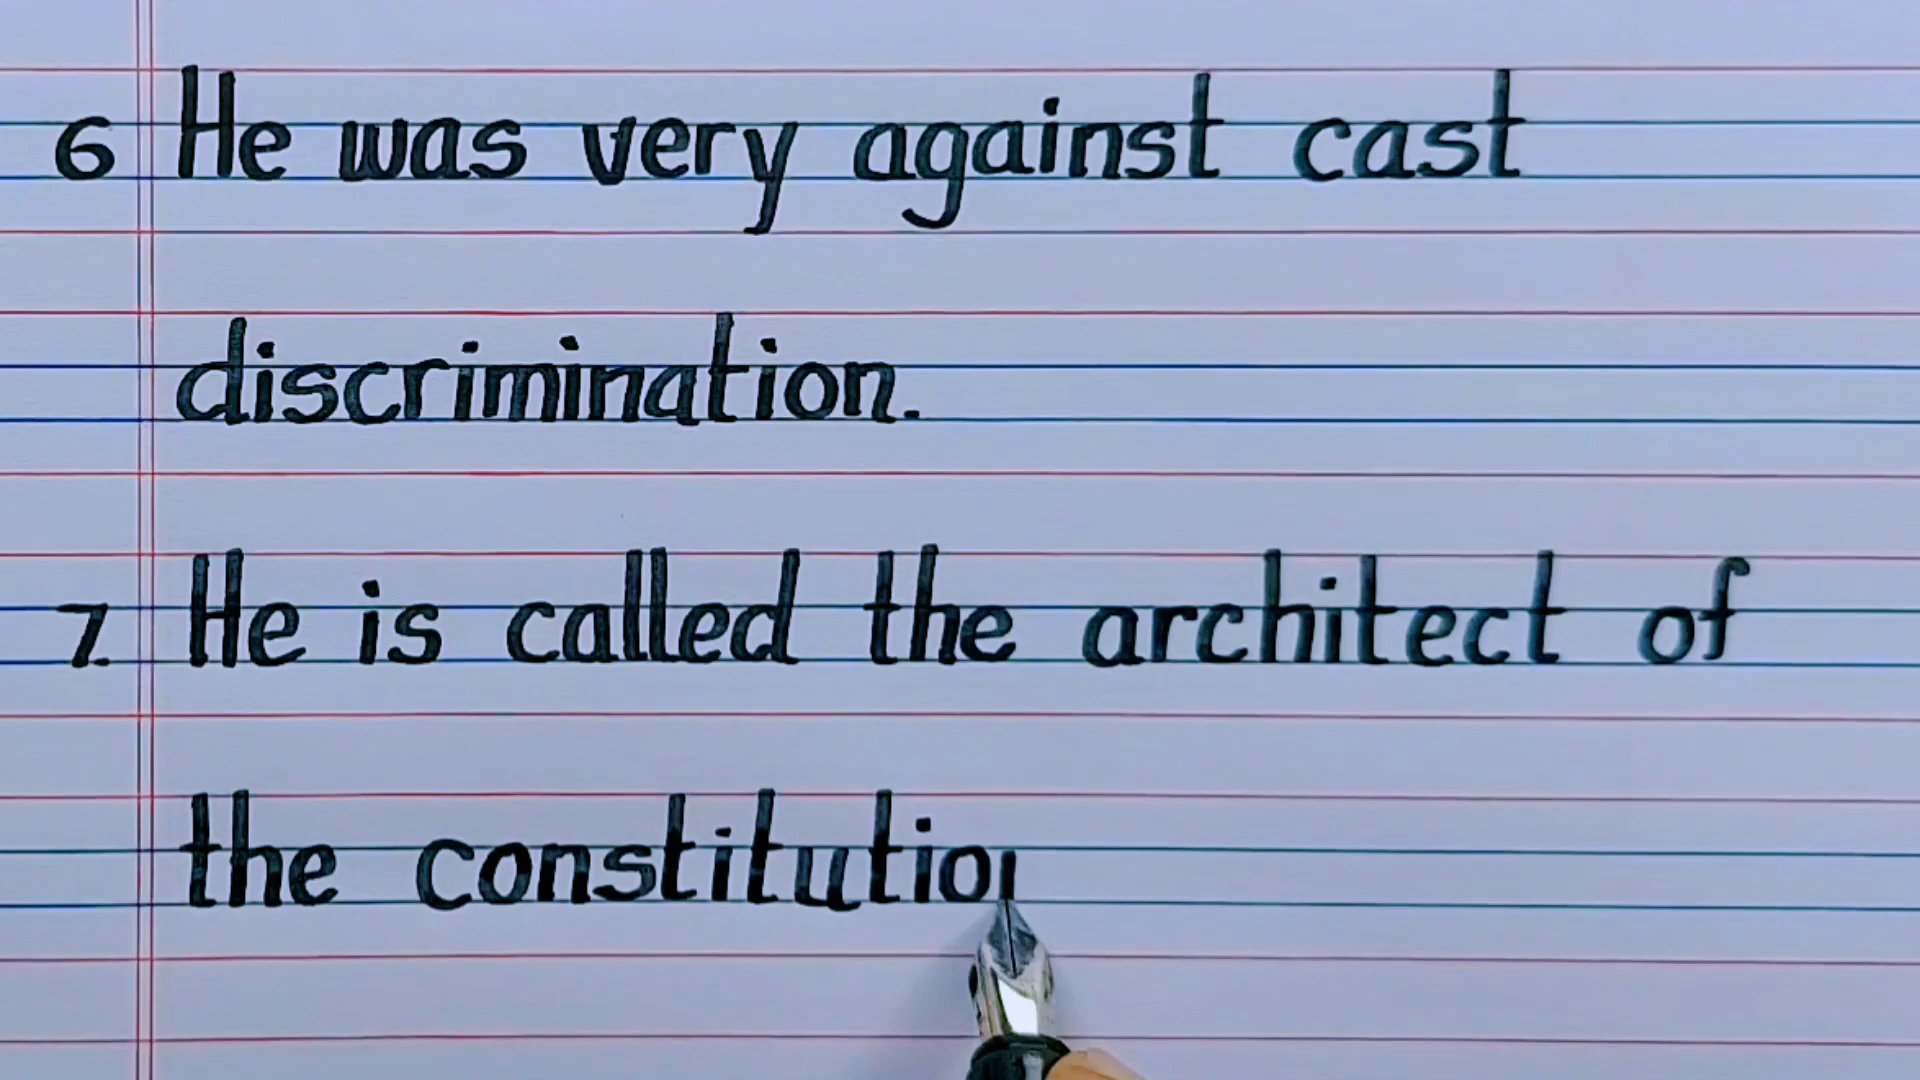 6 He was very against cast
discrimination.
7. He is called the architect of
the constitutio